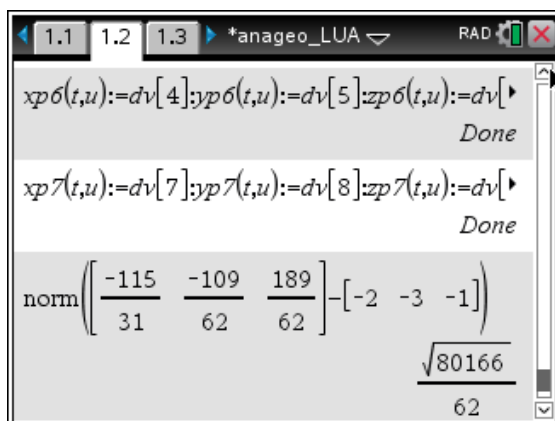 1.1 1.2 1.3 *anageo_LUA RAD
xp6(t,u):=dv[4]:yp6(t,u):=dv[5]:zp6(t,u):=dv[
Done
xp7(t,u):=dv[7]:yp7(t,u):=dv[8]:zp7(t,u):=dv[
Done
norm([-115/31 -109/62 189/62]-[-2 -3 -1])
√80166/62